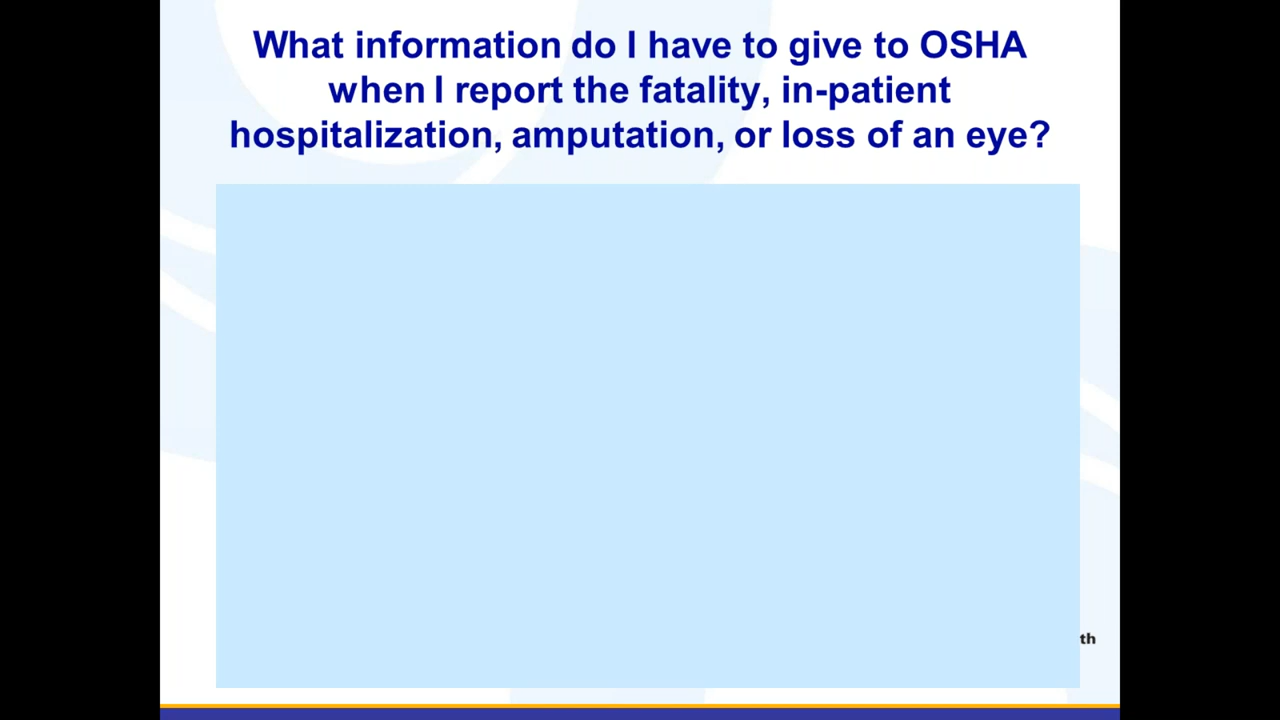 What information do I have to give to OSHA
when I report the fatality, in-patient
hospitalization, amputation, or loss of an eye?
th